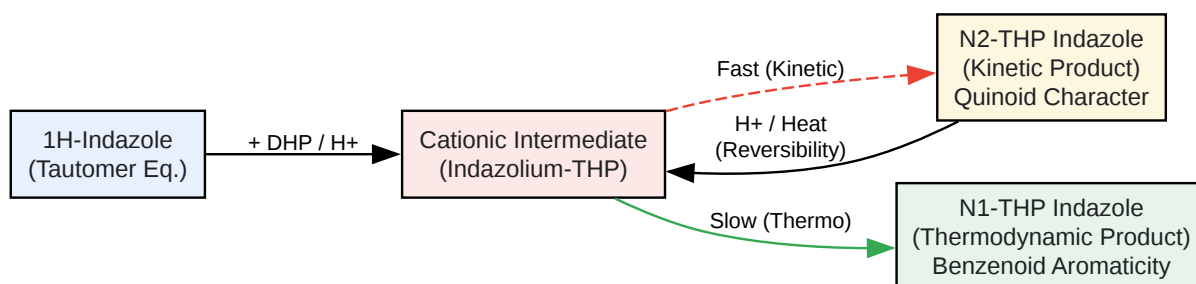 1H-Indazole
(Tautomer Eq.)
+ DHP / H+
Cationic Intermediate
(Indazolium-THP)
Fast (Kinetic)
H+ / Heat
(Reversibility)
Slow (Thermo)
N2-THP Indazole
(Kinetic Product)
Quinoid Character
N1-THP Indazole
(Thermodynamic Product)
Benzenoid Aromaticity